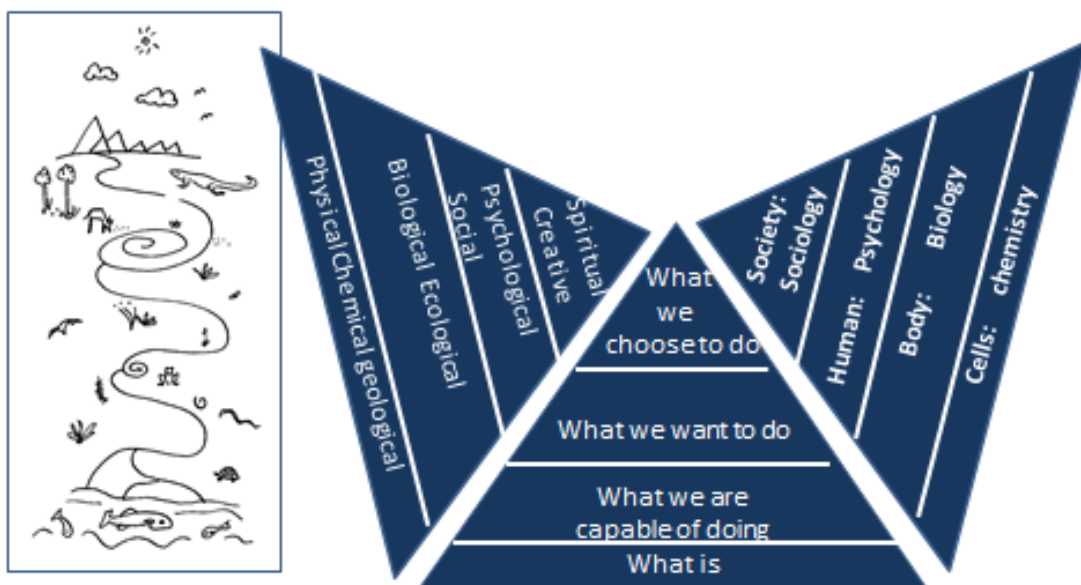 Physical Chemical geological
Biological Ecological
Social
Psychological
Creative
Spiritual
What
we
choose to do
What we want to do
What we are
capable of doing
What is
Society:
Sociology
Human: Psychology
Body: Biology
Cells: chemistry